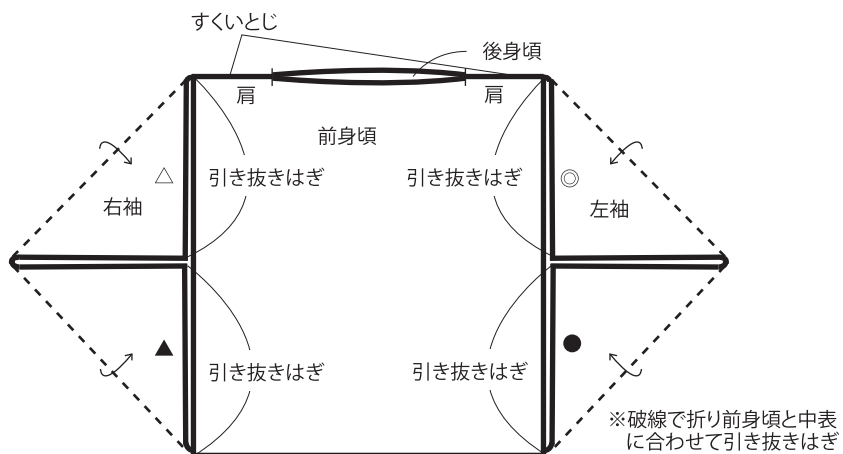 すくいとじ
後身頃
肩
肩
前身頃
△
引き抜きはぎ
引き抜きはぎ
◎
右袖
左袖
▲
引き抜きはぎ
引き抜きはぎ
●
※破線で折り前身頃と中表
に合わせて引き抜きはぎ